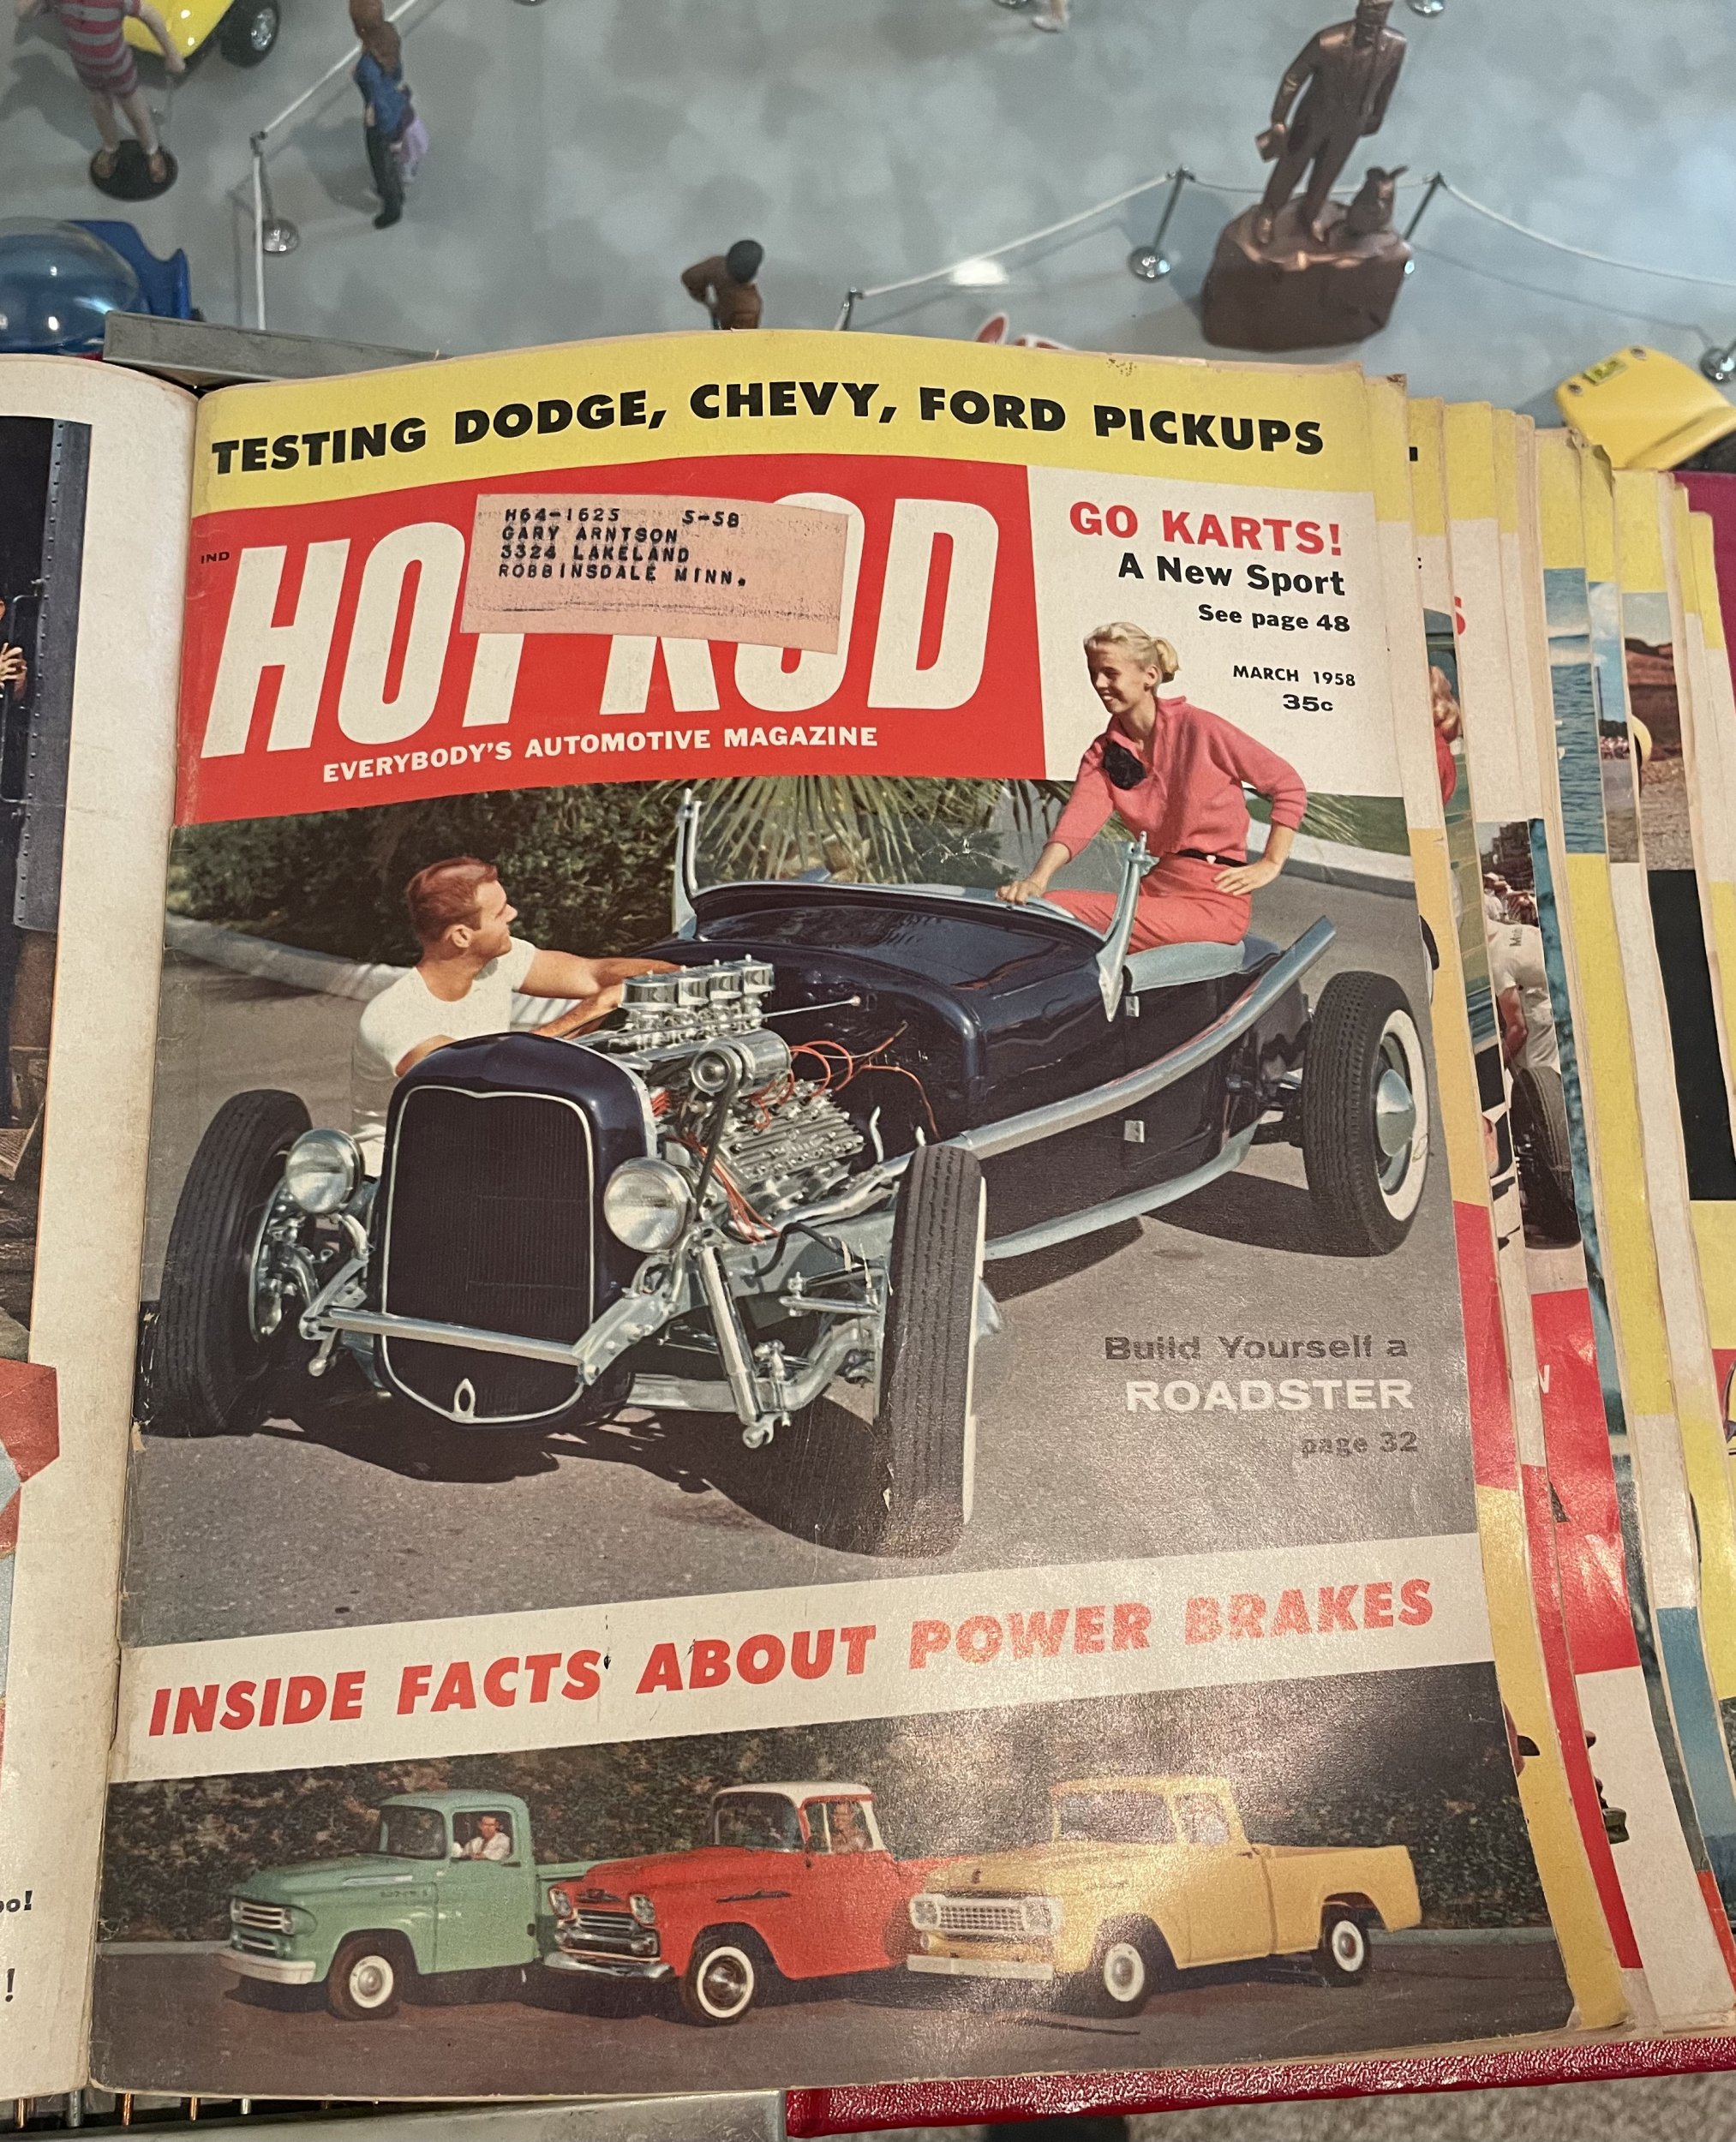 TESTING DODGE, CHEVY, FORD PICKUPS
IND
HOT ROD
H64-1625 5-58
GARY ARNTSON
3324 LAKELAND
ROBBINSDALE MINN.
EVERYBODY'S AUTOMOTIVE MAGAZINE
GO KARTS!
A New Sport
See page 48
MARCH 1958
35c
Build Yourself a
ROADSTER
page 32
INSIDE FACTS ABOUT POWER BRAKES